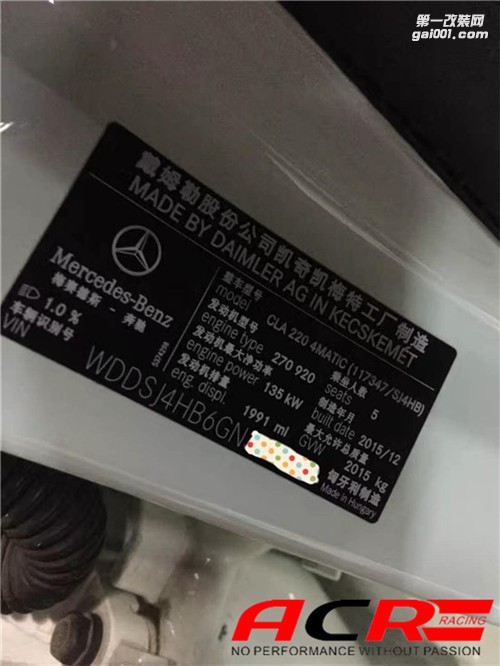 第一改装网
gai001.com
戴姆勒股份公司凯奇凯梅特工厂制造
MADE BY DAIMLER AG IN KECSKEMET
Mercedes-Benz
梅赛德斯 - 奔驰
1.0 %
车辆识别号
VIN
WDDSJ4HB6GN
整车型号
model CLA 220 4MATIC (117347/SJ4HB)
发动机型号
engine type 270 920
发动机最大净功率
engine power 135 kW
发动机排量
eng. displ. 1991 ml
乘坐人数
seats 5
制造年月
built date 2015/12
最大允许总质量
GVW 2015 kg
匈牙利制造
Made in Hungary
ACRE
RACING
NO PERFORMANCE WITHOUT PASSION